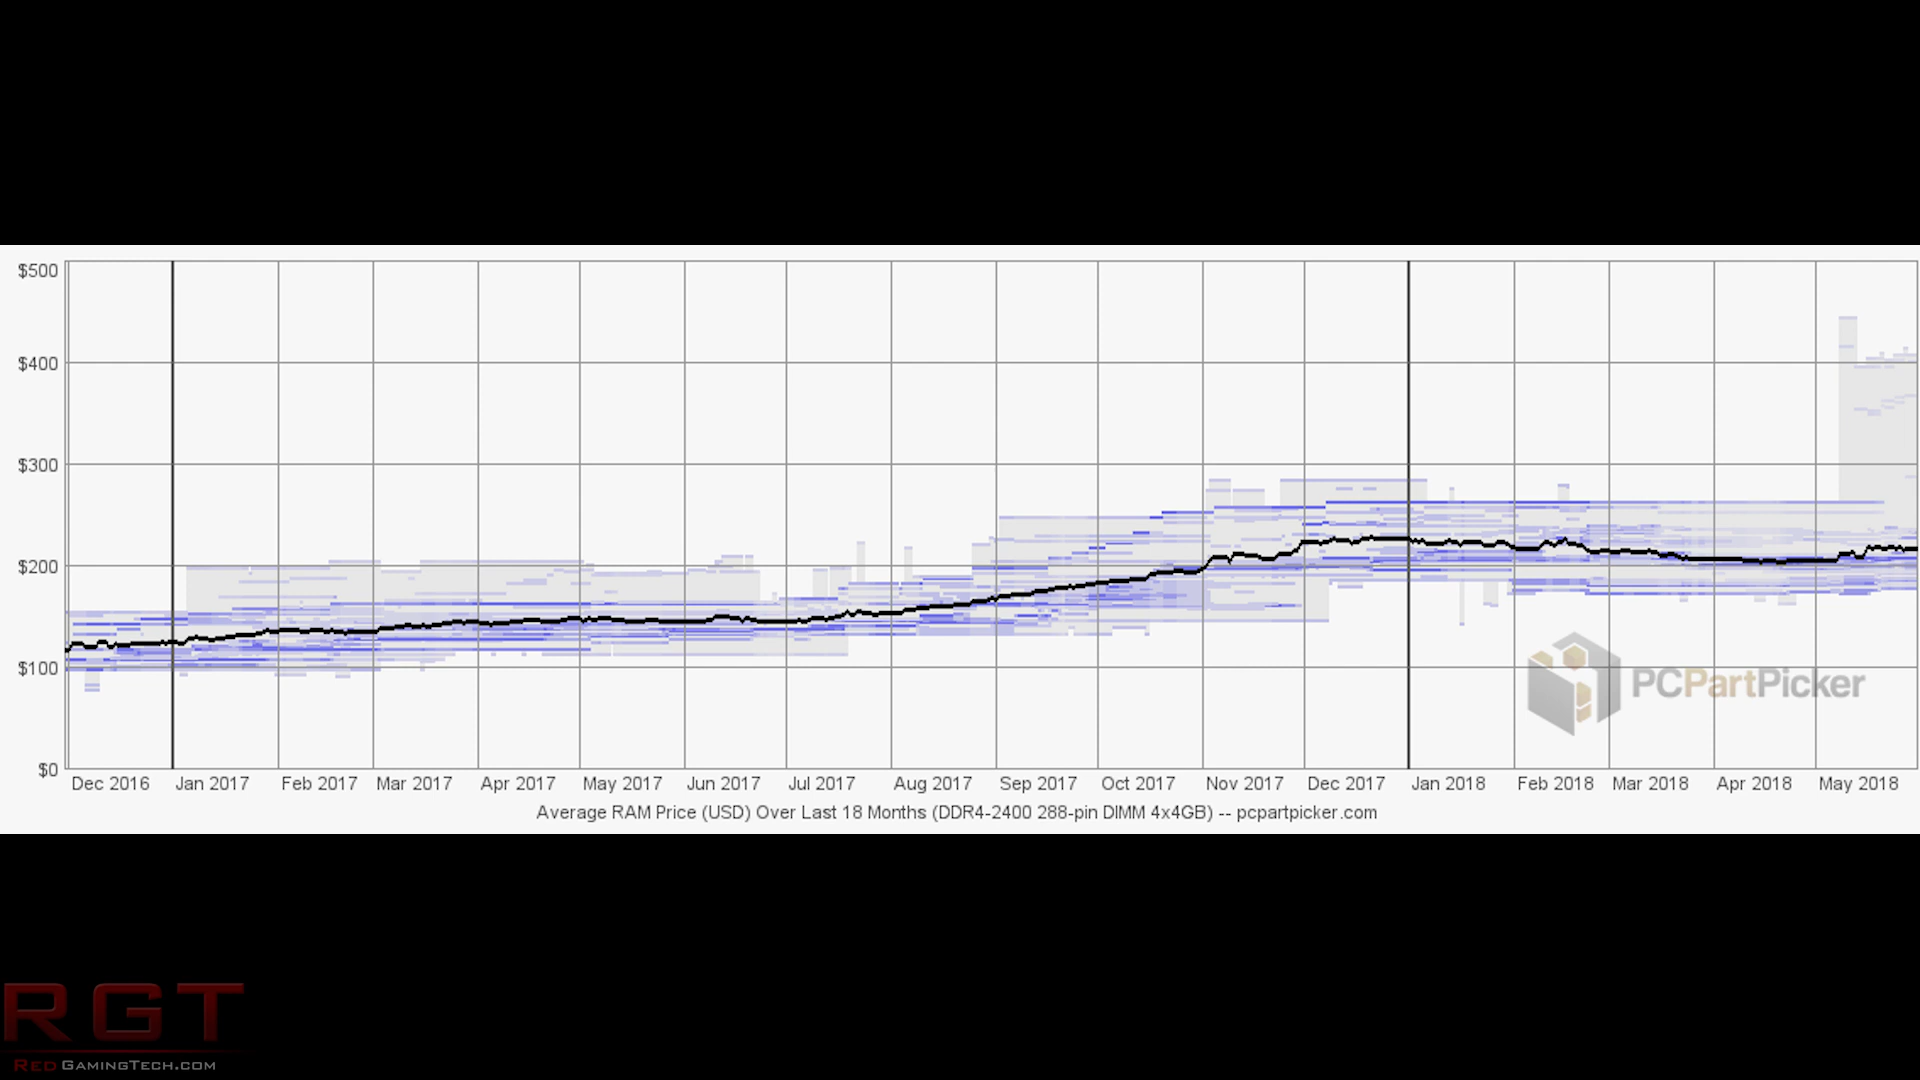 $500
$400
$300
$200
$100
$0
PCPartPicker
Dec 2016 Jan 2017 Feb 2017 Mar 2017 Apr 2017 May 2017 Jun 2017 Jul 2017 Aug 2017 Sep 2017 Oct 2017 Nov 2017 Dec 2017 Jan 2018 Feb 2018 Mar 2018 Apr 2018 May 2018
Average RAM Price (USD) Over Last 18 Months (DDR4-2400 288-pin DIMM 4x4GB) -- pcpartpicker.com
RGT
RedGamingTech.com